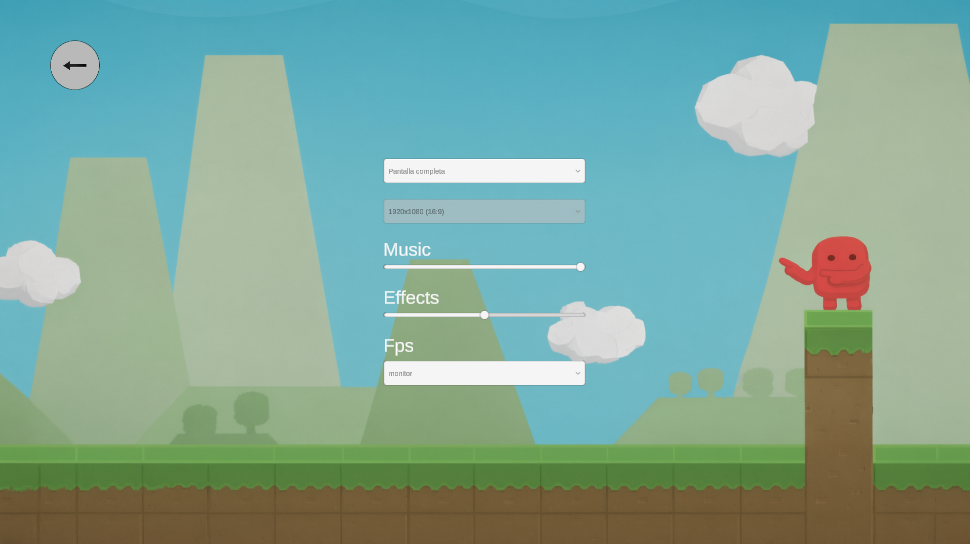 Pantalla completa
1920x1080 (16:9)
Music
Effects
Fps
monitor